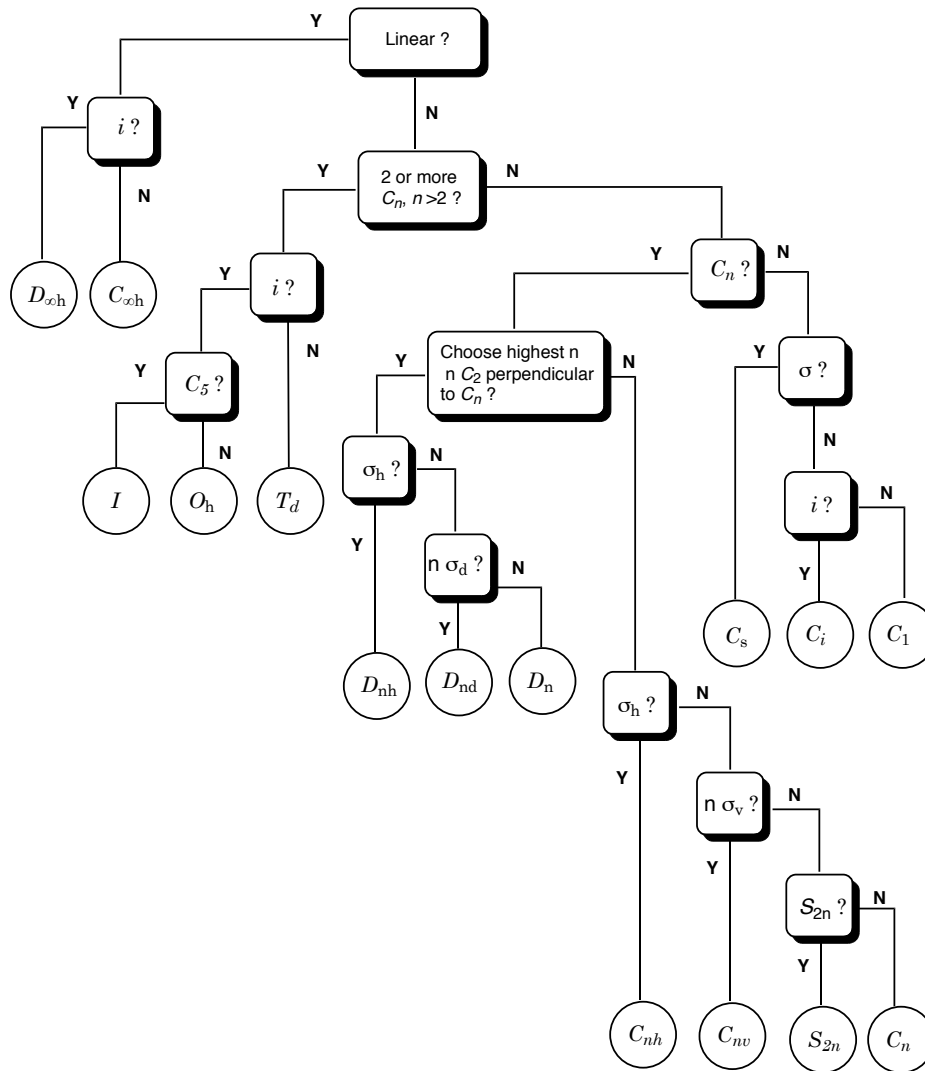 Y
Linear ?
Y
i ?
N
N
Y
2 or more
Cₙ, n >2 ?
N
D∞h
C∞h
Y
i ?
N
Y
Cₙ ?
N
Y
C₅ ?
N
Y
Choose highest n
n C₂ perpendicular
to Cₙ ?
N
Y
σ ?
N
I
Oh
Td
σh ?
N
Y
i ?
N
Y
n σd ?
N
Y
Y
Cs
Ci
C₁
Dnh
Dnd
Dn
σh ?
N
Y
n σv ?
N
Y
S₂ₙ ?
N
Y
Cnh
Cnv
S₂ₙ
Cn